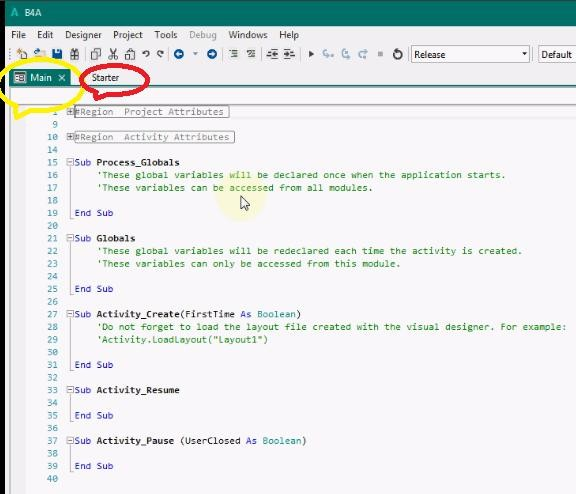 B4A
File Edit Designer Project Tools Debug Windows Help
Release Default
Main × Starter
1 #Region Project Attributes
9
10 #Region Activity Attributes
14
15 Sub Process_Globals
16 'These global variables will be declared once when the application starts.
17 'These variables can be accessed from all modules.
18
19 End Sub
20
21 Sub Globals
22 'These global variables will be redeclared each time the activity is created.
23 'These variables can only be accessed from this module.
24
25 End Sub
26
27 Sub Activity_Create(FirstTime As Boolean)
28 'Do not forget to load the layout file created with the visual designer. For example:
29 'Activity.LoadLayout("Layout1")
30
31 End Sub
32
33 Sub Activity_Resume
34
35 End Sub
36
37 Sub Activity_Pause (UserClosed As Boolean)
38
39 End Sub
40